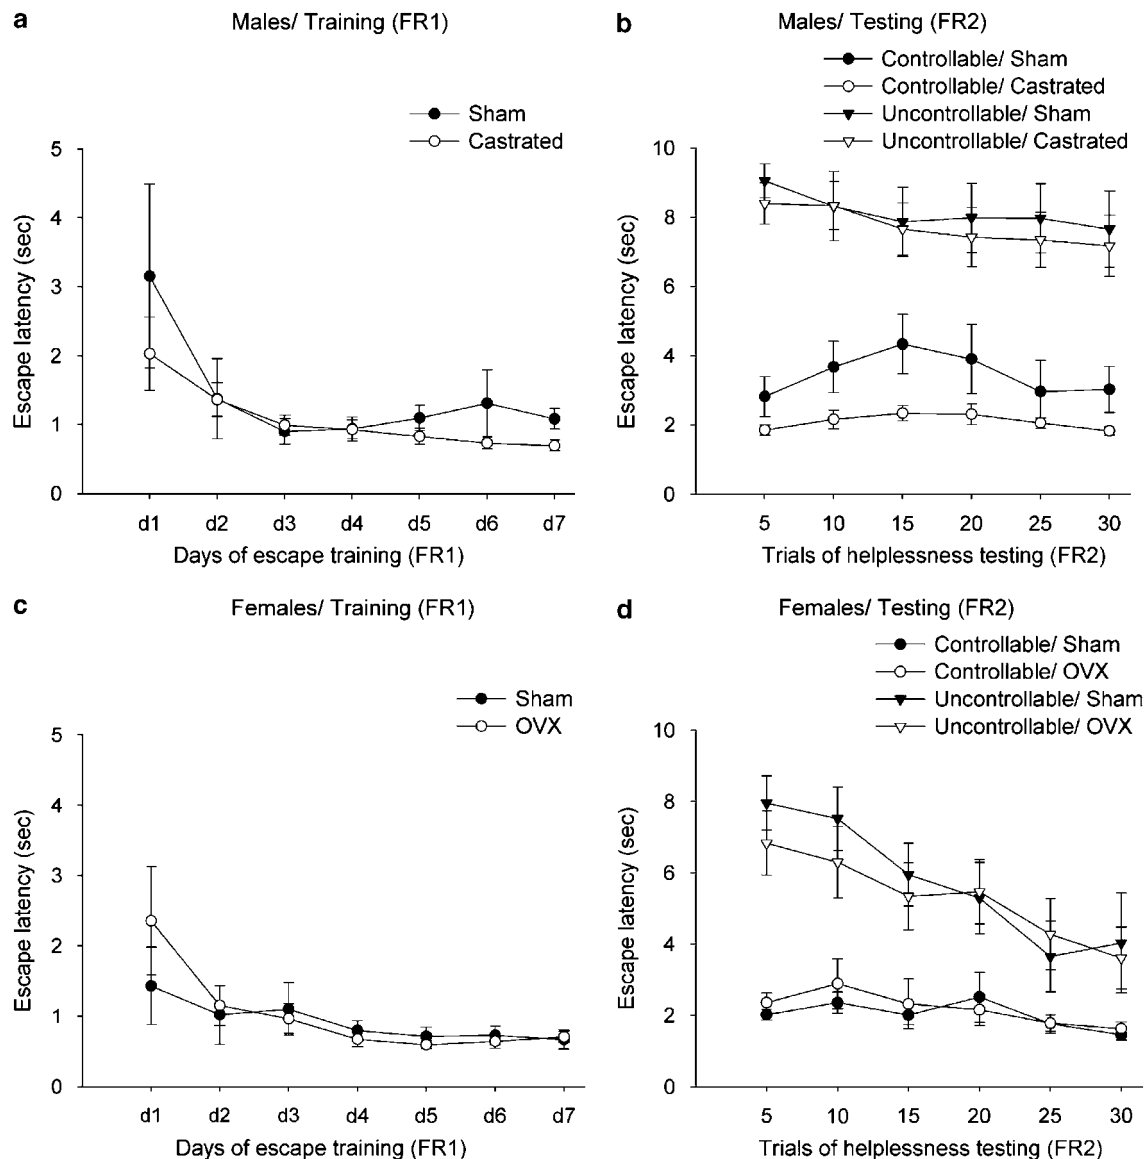 a
Males/ Training (FR1)
Sham
Castrated
5
4
3
2
1
0
Escape latency (sec)
d1 d2 d3 d4 d5 d6 d7
Days of escape training (FR1)
b
Males/ Testing (FR2)
Controllable/ Sham
Controllable/ Castrated
Uncontrollable/ Sham
Uncontrollable/ Castrated
10
8
6
4
2
0
Escape latency (sec)
5 10 15 20 25 30
Trials of helplessness testing (FR2)
c
Females/ Training (FR1)
Sham
OVX
5
4
3
2
1
0
Escape latency (sec)
d1 d2 d3 d4 d5 d6 d7
Days of escape training (FR1)
d
Females/ Testing (FR2)
Controllable/ Sham
Controllable/ OVX
Uncontrollable/ Sham
Uncontrollable/ OVX
10
8
6
4
2
0
Escape latency (sec)
5 10 15 20 25 30
Trials of helplessness testing (FR2)